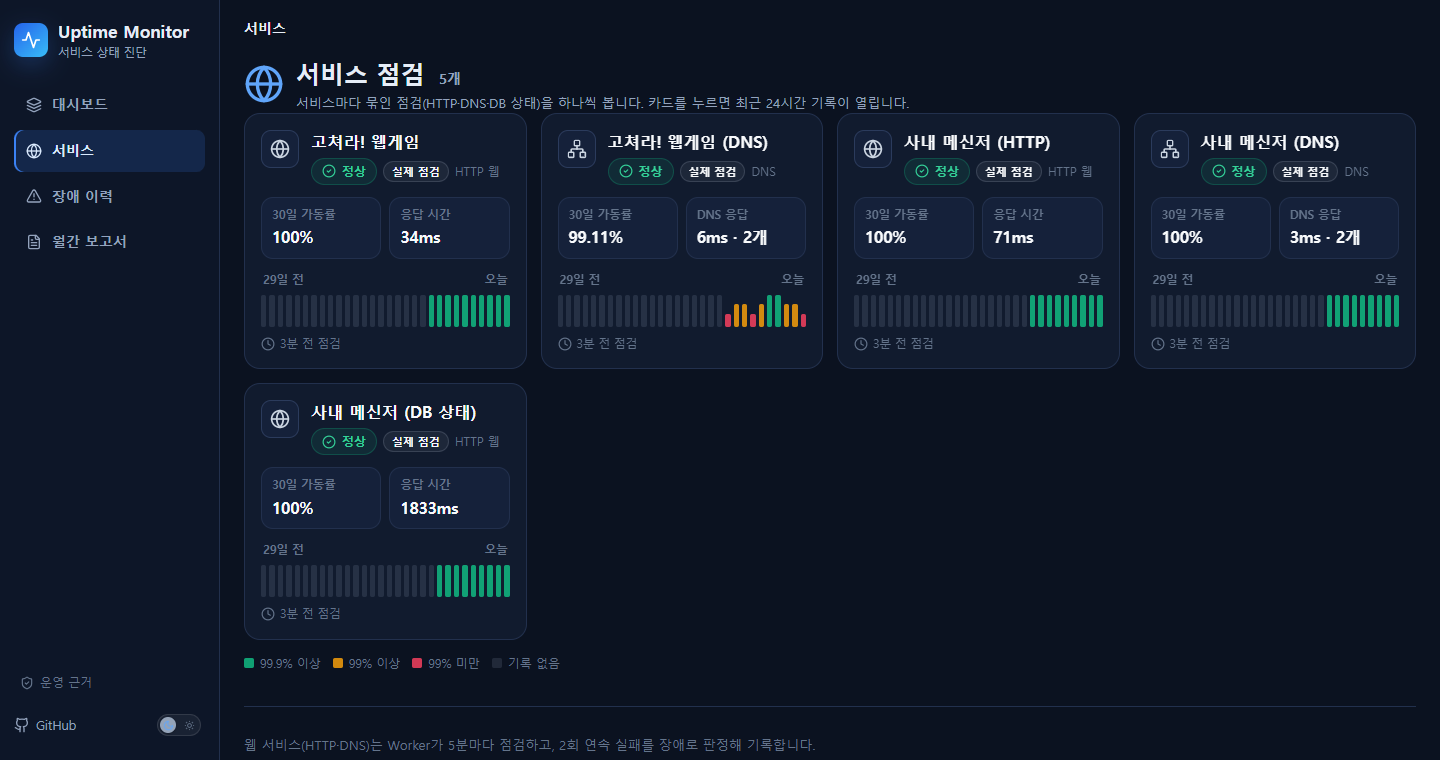 Uptime Monitor
서비스 상태 진단
대시보드
서비스
장애 이력
월간 보고서
운영 근거
GitHub
서비스
서비스 점검 5개
서비스마다 묶인 점검(HTTP·DNS·DB 상태)을 하나씩 봅니다. 카드를 누르면 최근 24시간 기록이 열립니다.
고쳐라! 웹게임
정상 실제 점검 HTTP 웹
30일 가동률 응답 시간
100% 34ms
29일 전 오늘
3분 전 점검
고쳐라! 웹게임 (DNS)
정상 실제 점검 DNS
30일 가동률 DNS 응답
99.11% 6ms · 2개
29일 전 오늘
3분 전 점검
사내 메신저 (HTTP)
정상 실제 점검 HTTP 웹
30일 가동률 응답 시간
100% 71ms
29일 전 오늘
3분 전 점검
사내 메신저 (DNS)
정상 실제 점검 DNS
30일 가동률 DNS 응답
100% 3ms · 2개
29일 전 오늘
3분 전 점검
사내 메신저 (DB 상태)
정상 실제 점검 HTTP 웹
30일 가동률 응답 시간
100% 1833ms
29일 전 오늘
3분 전 점검
99.9% 이상 99% 이상 99% 미만 기록 없음
웹 서비스(HTTP·DNS)는 Worker가 5분마다 점검하고, 2회 연속 실패를 장애로 판정해 기록합니다.